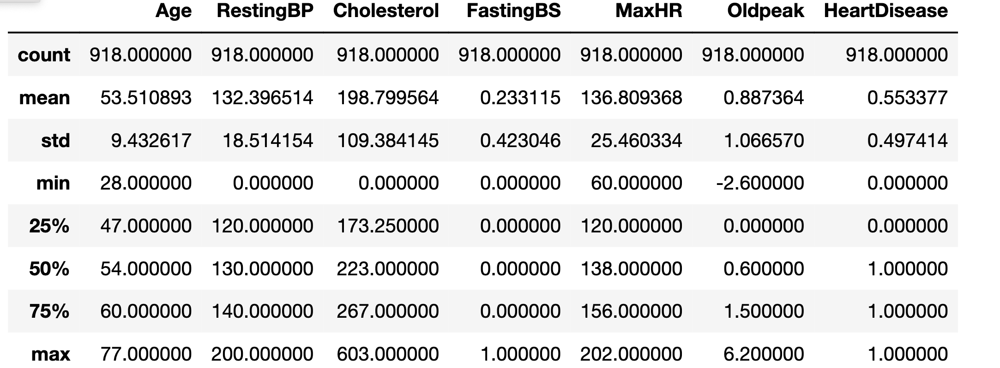 Age RestingBP Cholesterol FastingBS MaxHR Oldpeak HeartDisease
count 918.000000 918.000000 918.000000 918.000000 918.000000 918.000000 918.000000
mean 53.510893 132.396514 198.799564 0.233115 136.809368 0.887364 0.553377
std 9.432617 18.514154 109.384145 0.423046 25.460334 1.066570 0.497414
min 28.000000 0.000000 0.000000 0.000000 60.000000 -2.600000 0.000000
25% 47.000000 120.000000 173.250000 0.000000 120.000000 0.000000 0.000000
50% 54.000000 130.000000 223.000000 0.000000 138.000000 0.600000 1.000000
75% 60.000000 140.000000 267.000000 0.000000 156.000000 1.500000 1.000000
max 77.000000 200.000000 603.000000 1.000000 202.000000 6.200000 1.000000